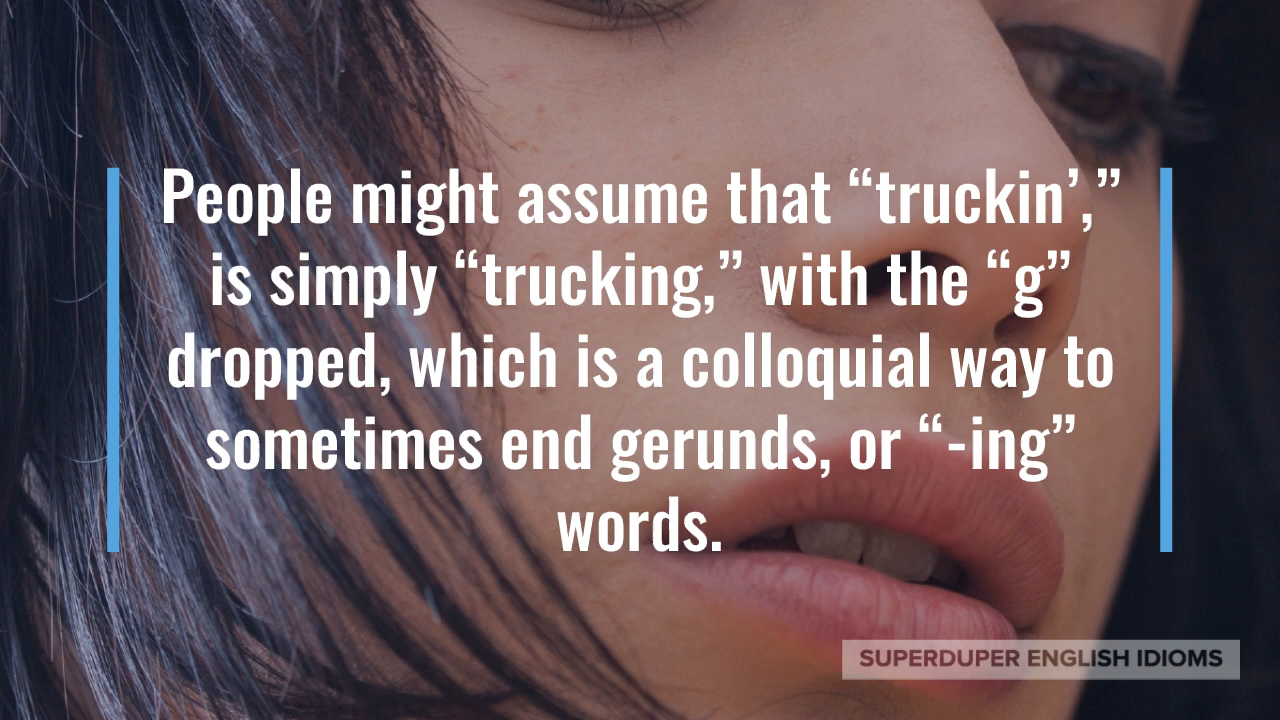 People might assume that “truckin’,”
is simply “trucking,” with the “g”
dropped, which is a colloquial way to
sometimes end gerunds, or “-ing”
words.
SUPERDUPER ENGLISH IDIOMS